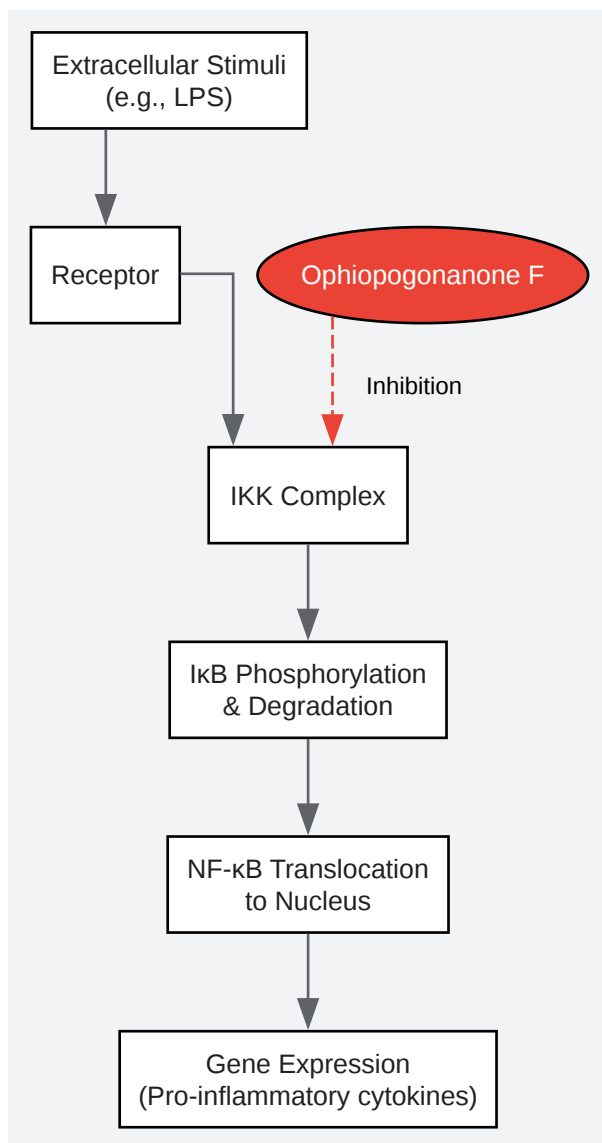 Extracellular Stimuli
(e.g., LPS)
Receptor
Ophiopogonanone F
Inhibition
IKK Complex
IκB Phosphorylation
& Degradation
NF-κB Translocation
to Nucleus
Gene Expression
(Pro-inflammatory cytokines)